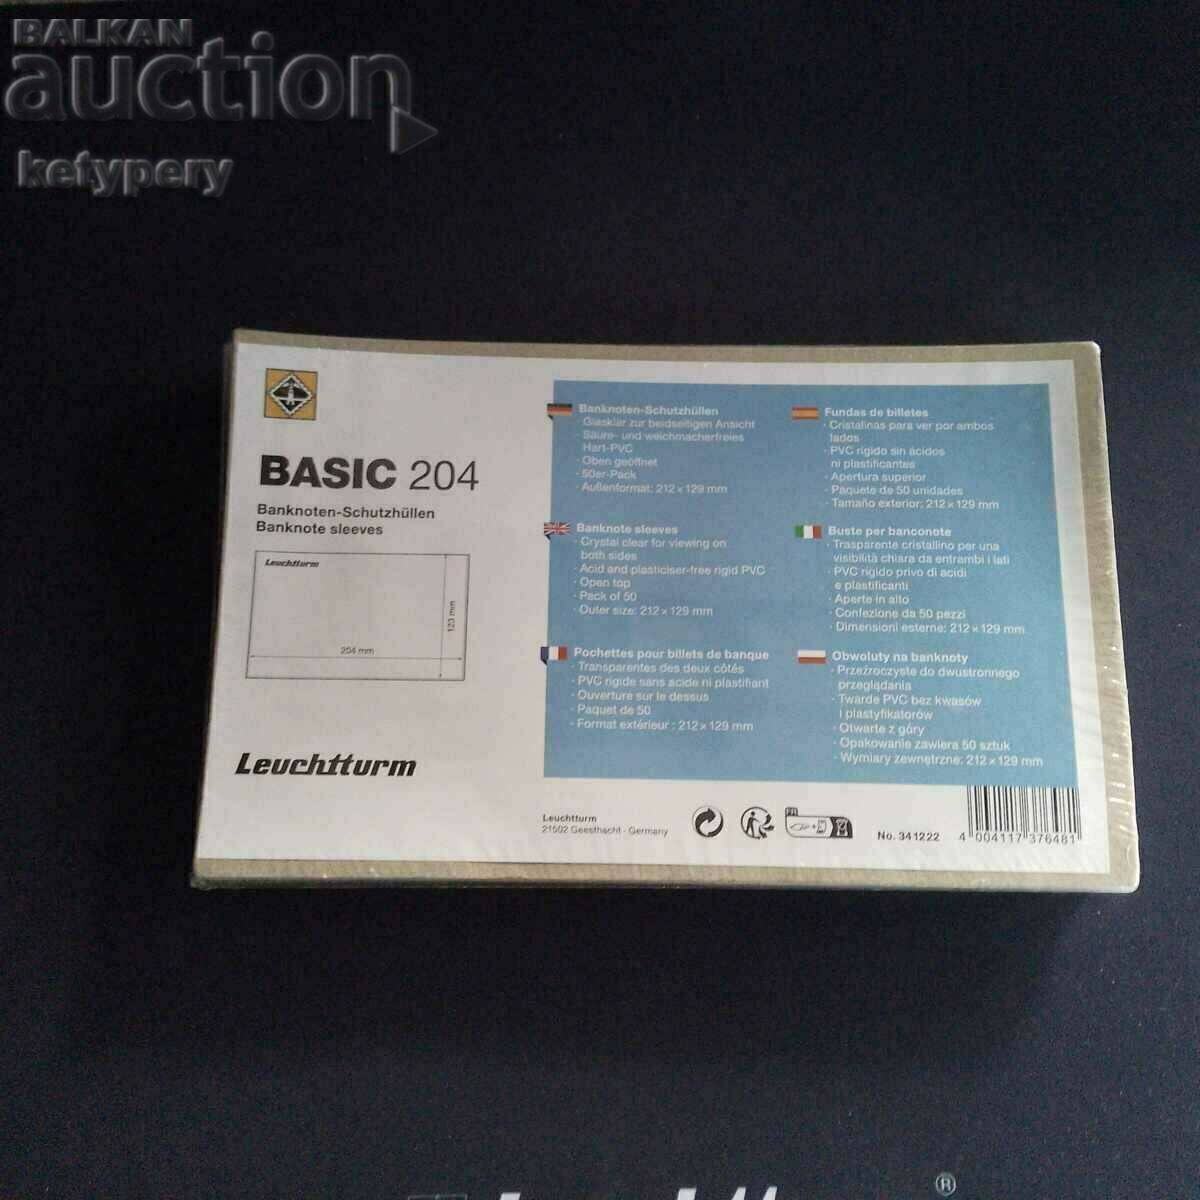 BALKAN
auction
ketypery
BASIC 204
Banknoten-Schutzhüllen
Banknote sleeves
Leuchtturm
204 mm
123 mm
Leuchtturm
Banknoten-Schutzhüllen
· Glasklar zur beidseitigen Ansicht
· Säure- und weichmacherfreies
Hart-PVC
· Oben geöffnet
· 50er-Pack
· Außenformat: 212 × 129 mm
Banknote sleeves
· Crystal clear for viewing on
both sides
· Acid and plasticiser-free rigid PVC
· Open top
· Pack of 50
· Outer size: 212 × 129 mm
Pochettes pour billets de banque
· Transparentes des deux côtés
· PVC rigide sans acide ni plastifiant
· Ouverture sur le dessus
· Paquet de 50
· Format extérieur : 212 × 129 mm
Fundas de billetes
· Cristalinas para ver por ambos
lados
· PVC rígido sin ácidos
ni plastificantes
· Apertura superior
· Paquete de 50 unidades
· Tamaño exterior: 212 × 129 mm
Buste per banconote
· Trasparente cristallino per una
visibilità chiara da entrambi i lati
· PVC rigido privo di acidi
e plastificanti
· Aperte in alto
· Confezione da 50 pezzi
· Dimensioni esterne: 212 × 129 mm
Obwoluty na banknoty
· Przeźroczyste do dwustronnego
przeglądania
· Twarde PVC bez kwasów
i plastyfikatorów
· Otwarte z góry
· Opakowanie zawiera 50 sztuk
· Wymiary zewnętrzne: 212 × 129 mm
Leuchtturm
21502 Geesthacht · Germany
FR
No. 341222
4 004117 376481
®